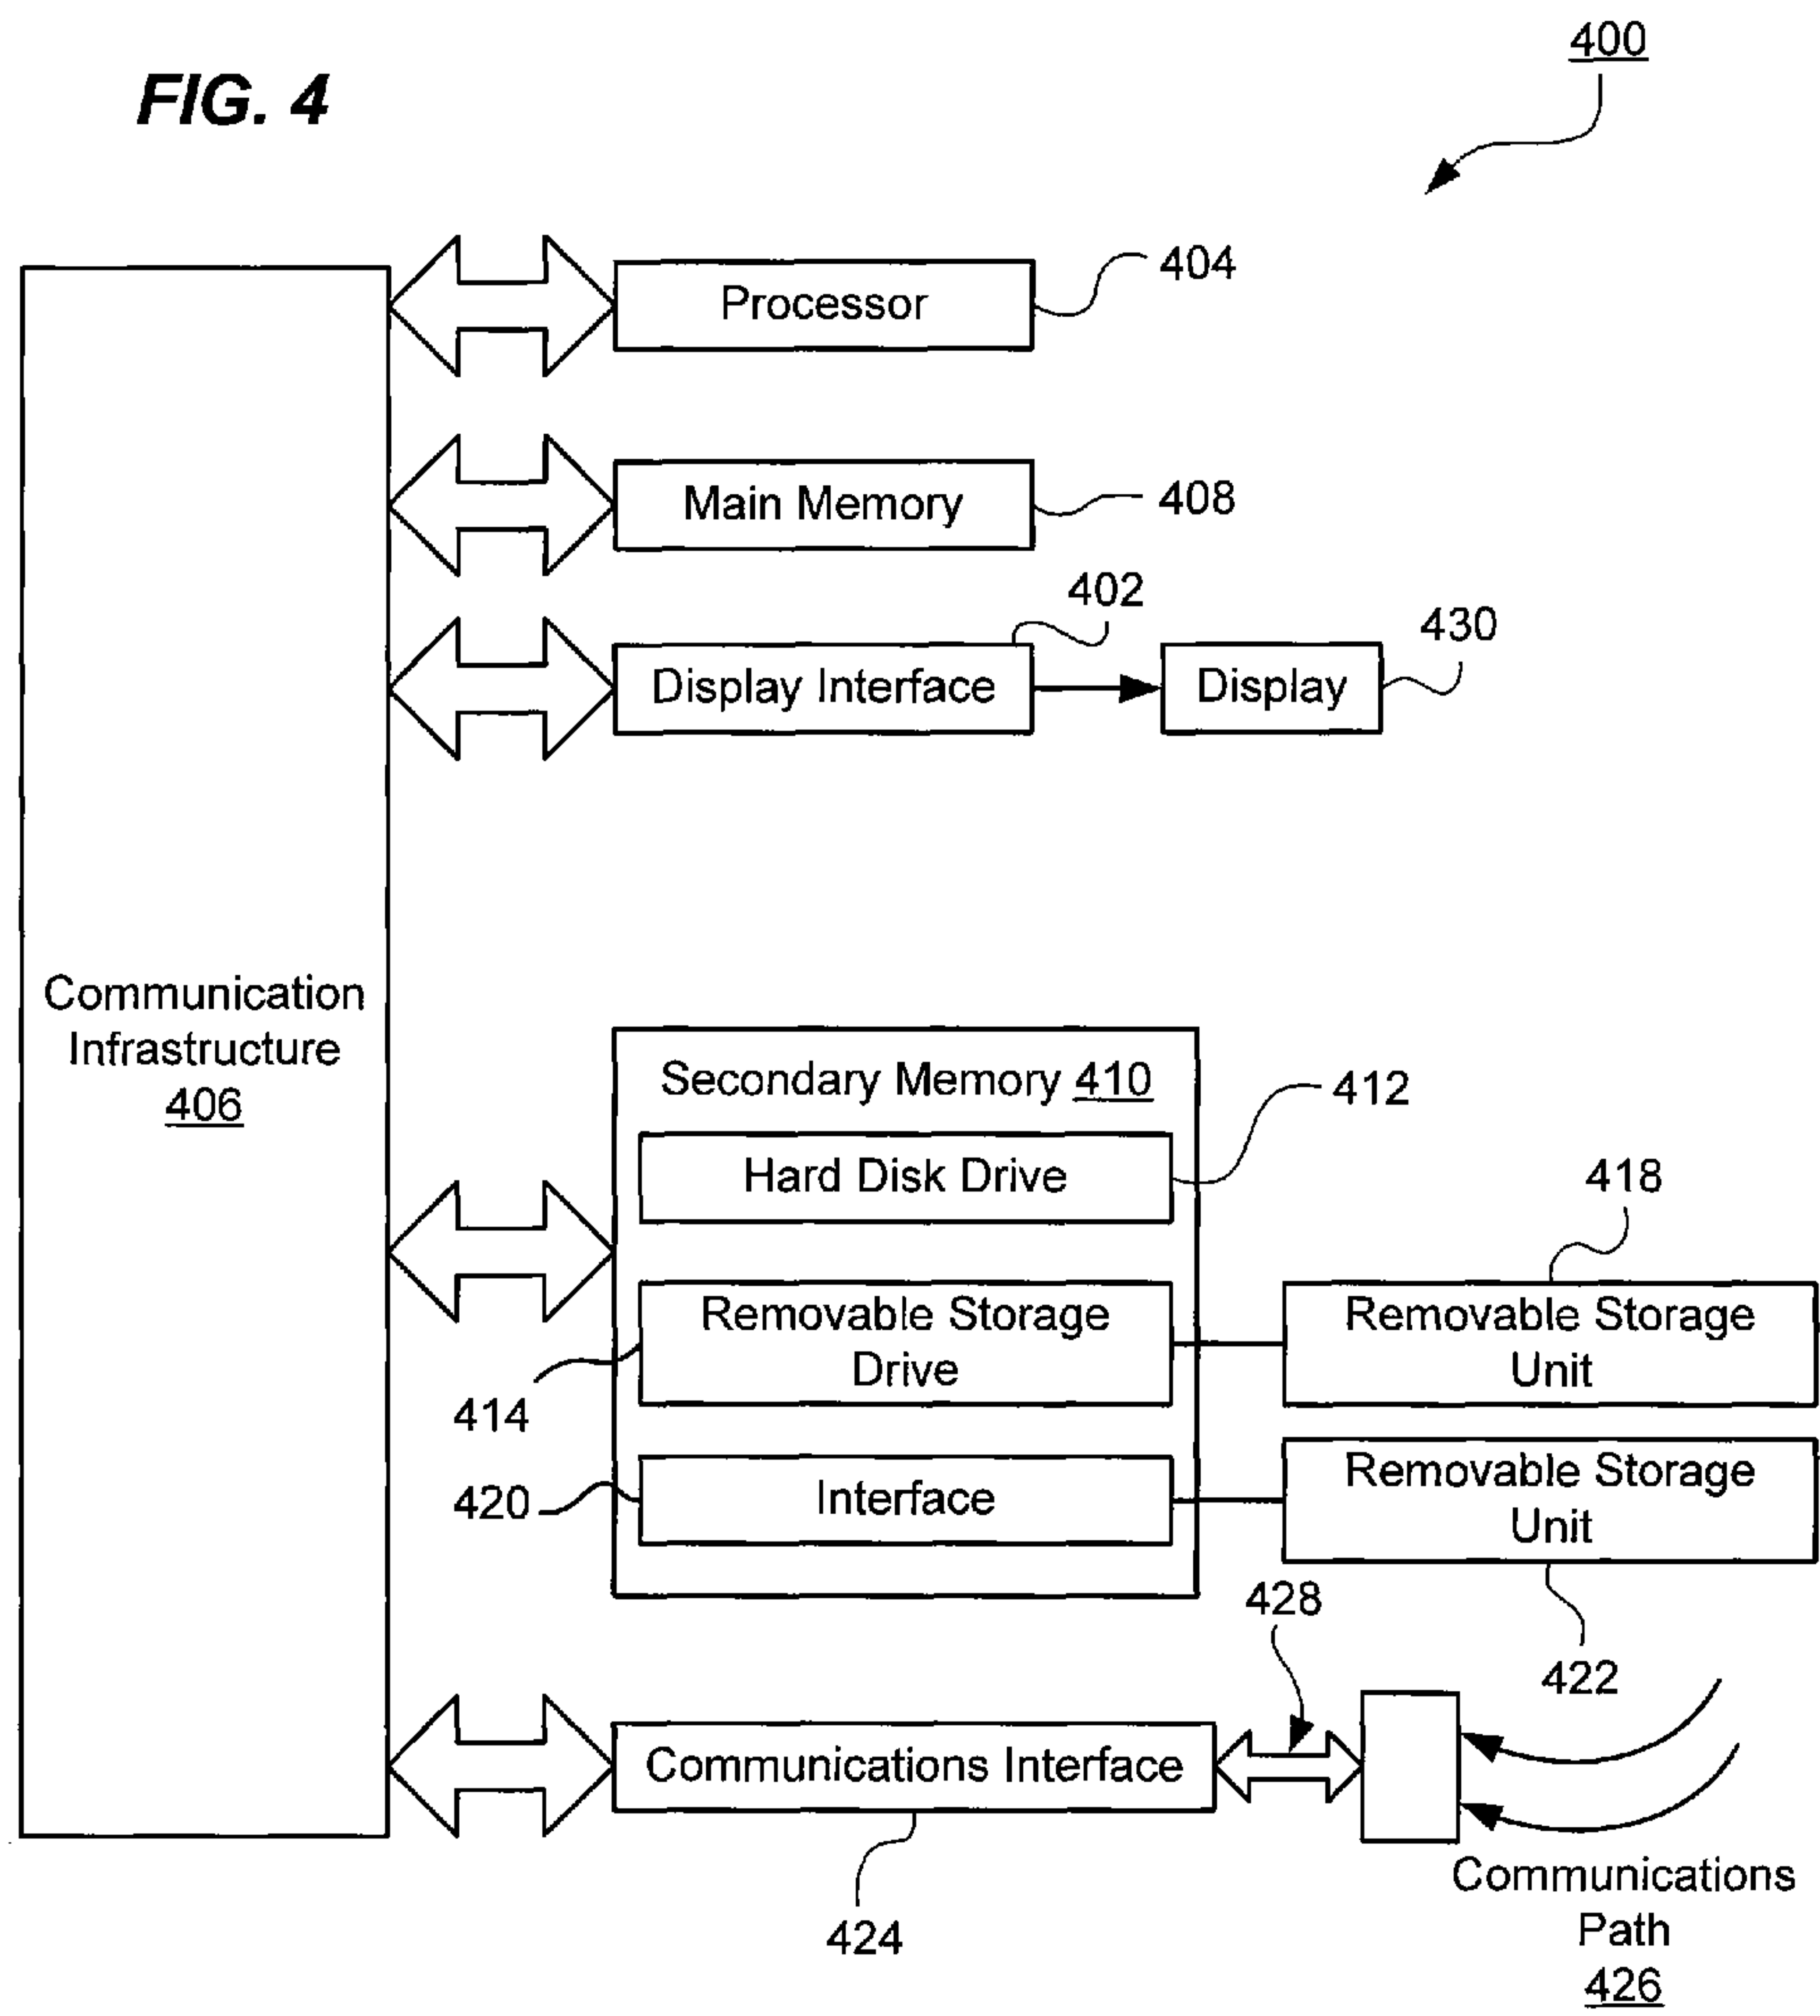 FIG. 4
400
Processor
404
Main Memory
408
402
Display Interface
Display
430
Communication
Infrastructure
406
Secondary Memory 410
412
Hard Disk Drive
418
Removable Storage
Drive
414
Removable Storage
Unit
420
Interface
Removable Storage
Unit
422
428
Communications Interface
424
Communications
Path
426